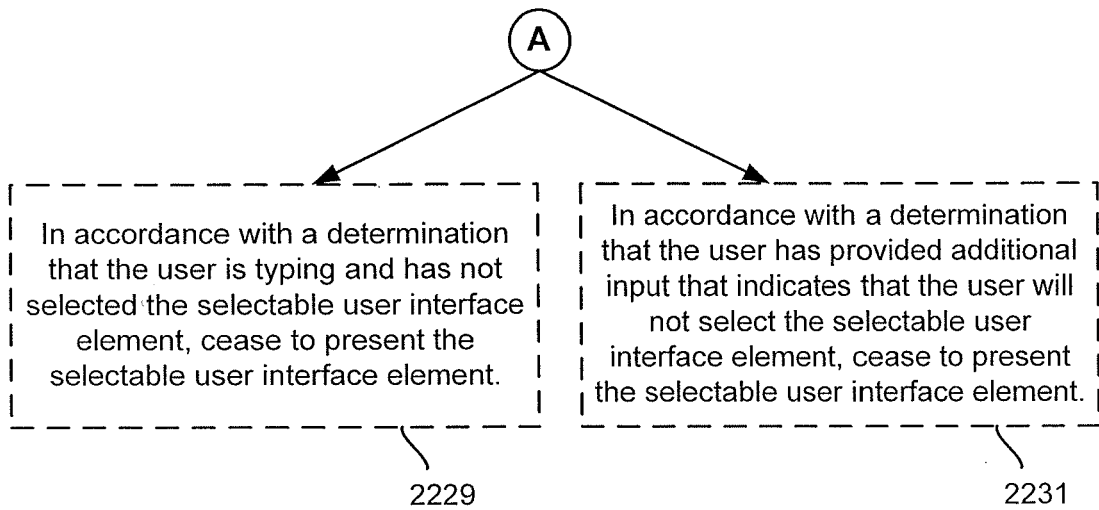 A
In accordance with a determination
that the user is typing and has not
selected the selectable user interface
element, cease to present the
selectable user interface element.
2229
In accordance with a determination
that the user has provided additional
input that indicates that the user will
not select the selectable user
interface element, cease to present
the selectable user interface element.
2231